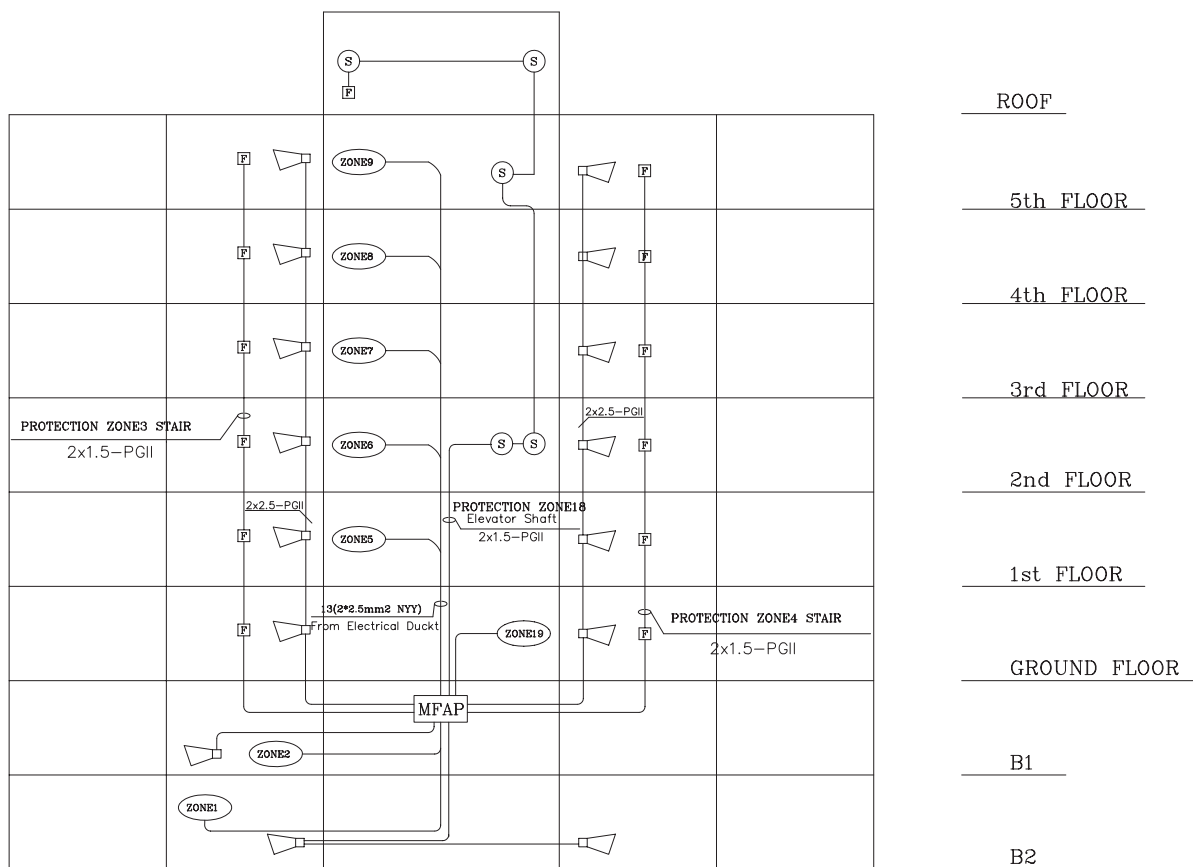 S S
F
ROOF
F ZONE9 S F
5th FLOOR
F ZONE8 F
4th FLOOR
F ZONE7 F
3rd FLOOR
PROTECTION ZONE3 STAIR
2x1.5-PGII
2x2.5-PGII
F ZONE6 S S F
2nd FLOOR
2x2.5-PGII
PROTECTION ZONE18
Elevator Shaft
2x1.5-PGII
F ZONE5 F
1st FLOOR
13(2*2.5mm2 NYY)
From Electrical Duckt
PROTECTION ZONE4 STAIR
2x1.5-PGII
F ZONE19 F
GROUND FLOOR
MFAP
ZONE2
B1
ZONE1
B2